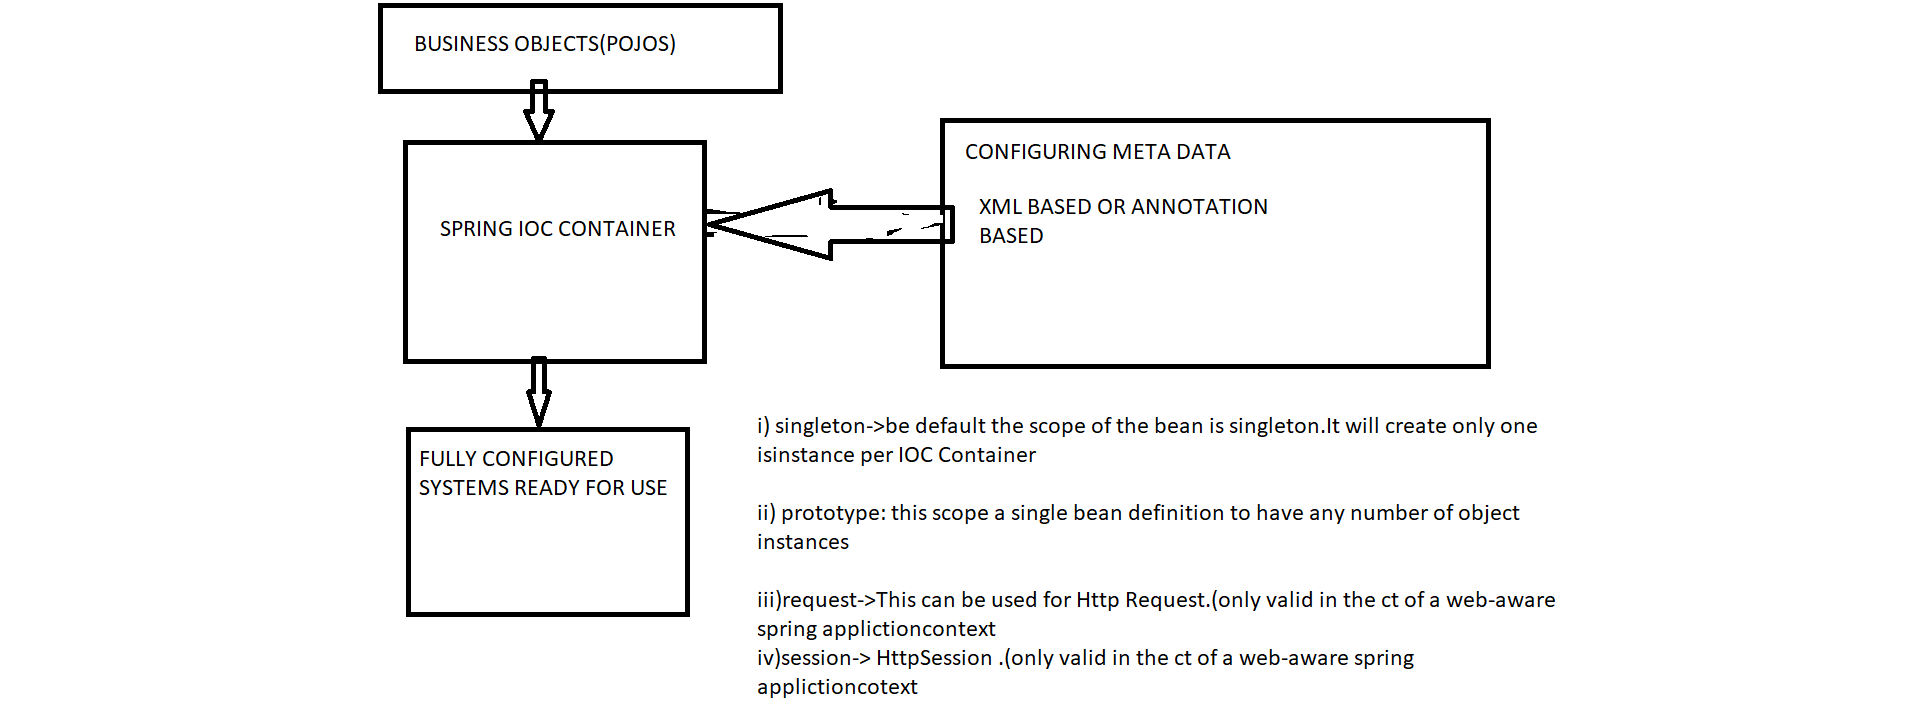 BUSINESS OBJECTS(POJOS)
SPRING IOC CONTAINER
CONFIGURING META DATA
XML BASED OR ANNOTATION
BASED
FULLY CONFIGURED
SYSTEMS READY FOR USE
i) singleton->be default the scope of the bean is singleton.It will create only one
isinstance per IOC Container
ii) prototype: this scope a single bean definition to have any number of object
instances
iii)request->This can be used for Http Request.(only valid in the ct of a web-aware
spring applictioncontext
iv)session-> HttpSession .(only valid in the ct of a web-aware spring
applictioncotext